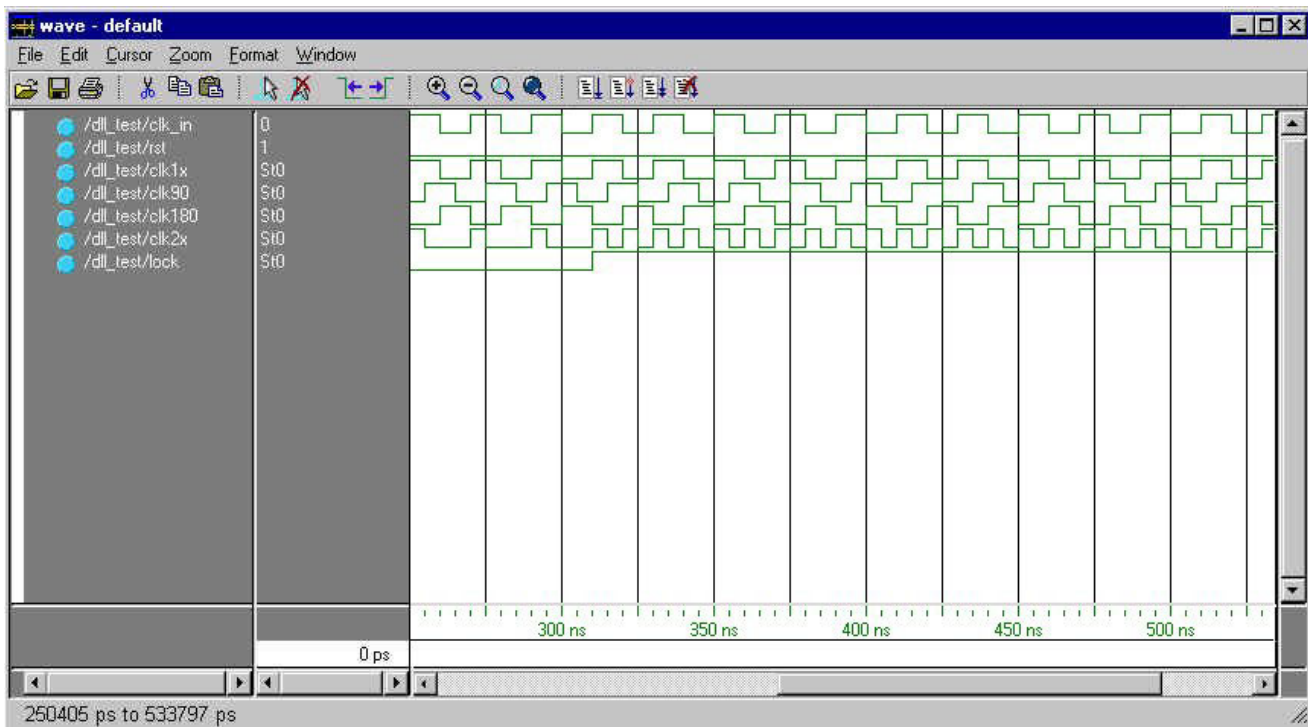 wave - default
File Edit Cursor Zoom Format Window
/dll_test/clk_in 0
/dll_test/rst 1
/dll_test/clk1x St0
/dll_test/clk90 St0
/dll_test/clk180 St0
/dll_test/clk2x St0
/dll_test/lock St0
300 ns 350 ns 400 ns 450 ns 500 ns
0 ps
250405 ps to 533797 ps